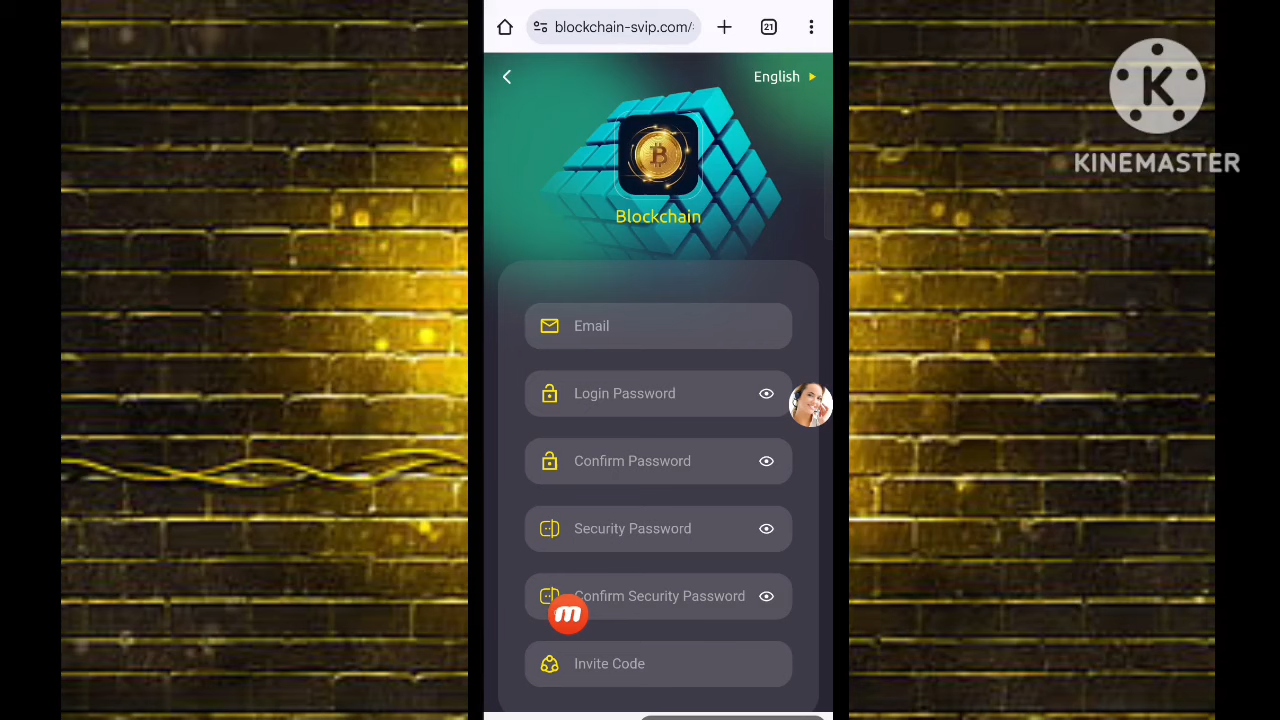 blockchain-svip.com/
21
English
Blockchain
Email
Login Password
Confirm Password
Security Password
Confirm Security Password
Invite Code
K
KINEMASTER